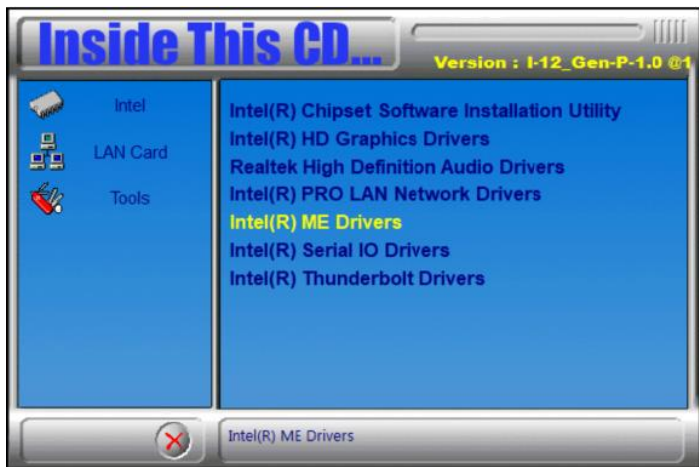 Inside This CD...
Version : I-12_Gen-P-1.0 @1
Intel
LAN Card
Tools
Intel(R) Chipset Software Installation Utility
Intel(R) HD Graphics Drivers
Realtek High Definition Audio Drivers
Intel(R) PRO LAN Network Drivers
Intel(R) ME Drivers
Intel(R) Serial IO Drivers
Intel(R) Thunderbolt Drivers
Intel(R) ME Drivers